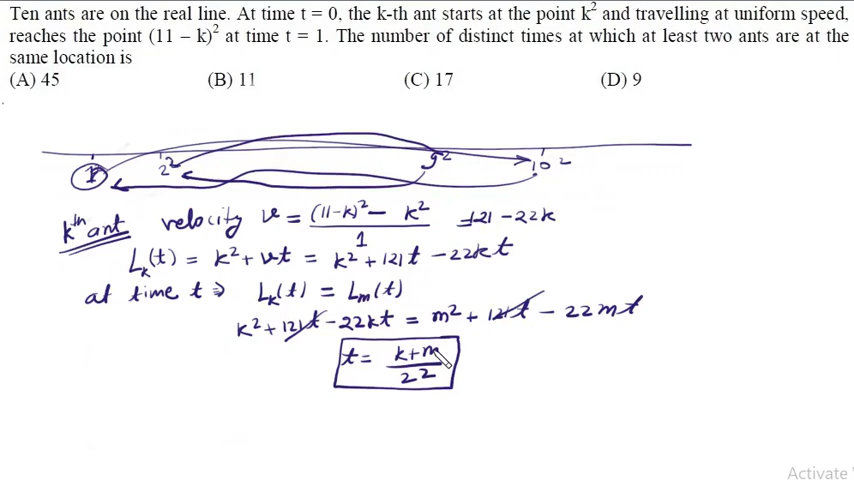 Ten ants are on the real line. At time t = 0, the k-th ant starts at the point k² and travelling at uniform speed,
reaches the point (11 – k)² at time t = 1. The number of distinct times at which at least two ants are at the
same location is
(A) 45 (B) 11 (C) 17 (D) 9
1 2² 9² 10²
kᵗʰ ant velocity v = ((11-k)² - k²)/1 = 121 - 22k
Lₖ(t) = k² + vt = k² + 121t - 22kt
at time t ⇒ Lₖ(t) = Lₘ(t)
k² + 121t - 22kt = m² + 121t - 22mt
t = (k+m)/22
Activate